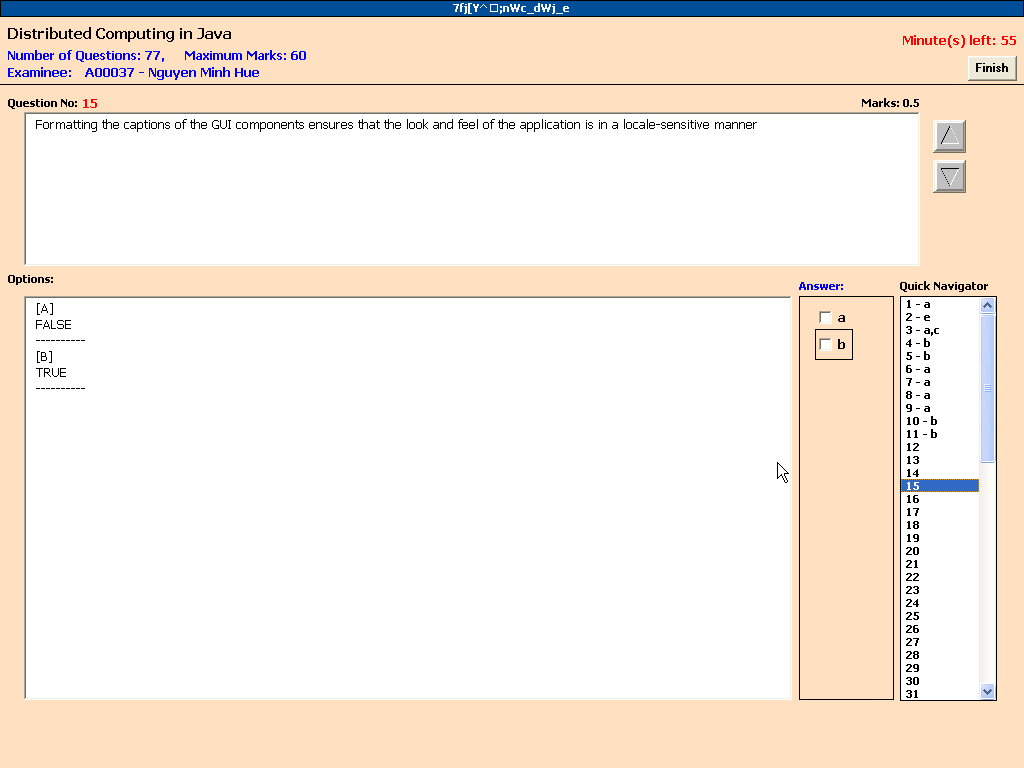 7fj[Y^□;nWc_dWj_e
Distributed Computing in Java
Number of Questions: 77, Maximum Marks: 60
Minute(s) left: 55
Examinee: A00037 - Nguyen Minh Hue
Finish
Question No: 15
Marks: 0.5
Formatting the captions of the GUI components ensures that the look and feel of the application is in a locale-sensitive manner
Options:
[A]
FALSE
----------
[B]
TRUE
----------
Answer:
a
b
Quick Navigator
1 - a
2 - e
3 - a,c
4 - b
5 - b
6 - a
7 - a
8 - a
9 - a
10 - b
11 - b
12
13
14
15
16
17
18
19
20
21
22
23
24
25
26
27
28
29
30
31